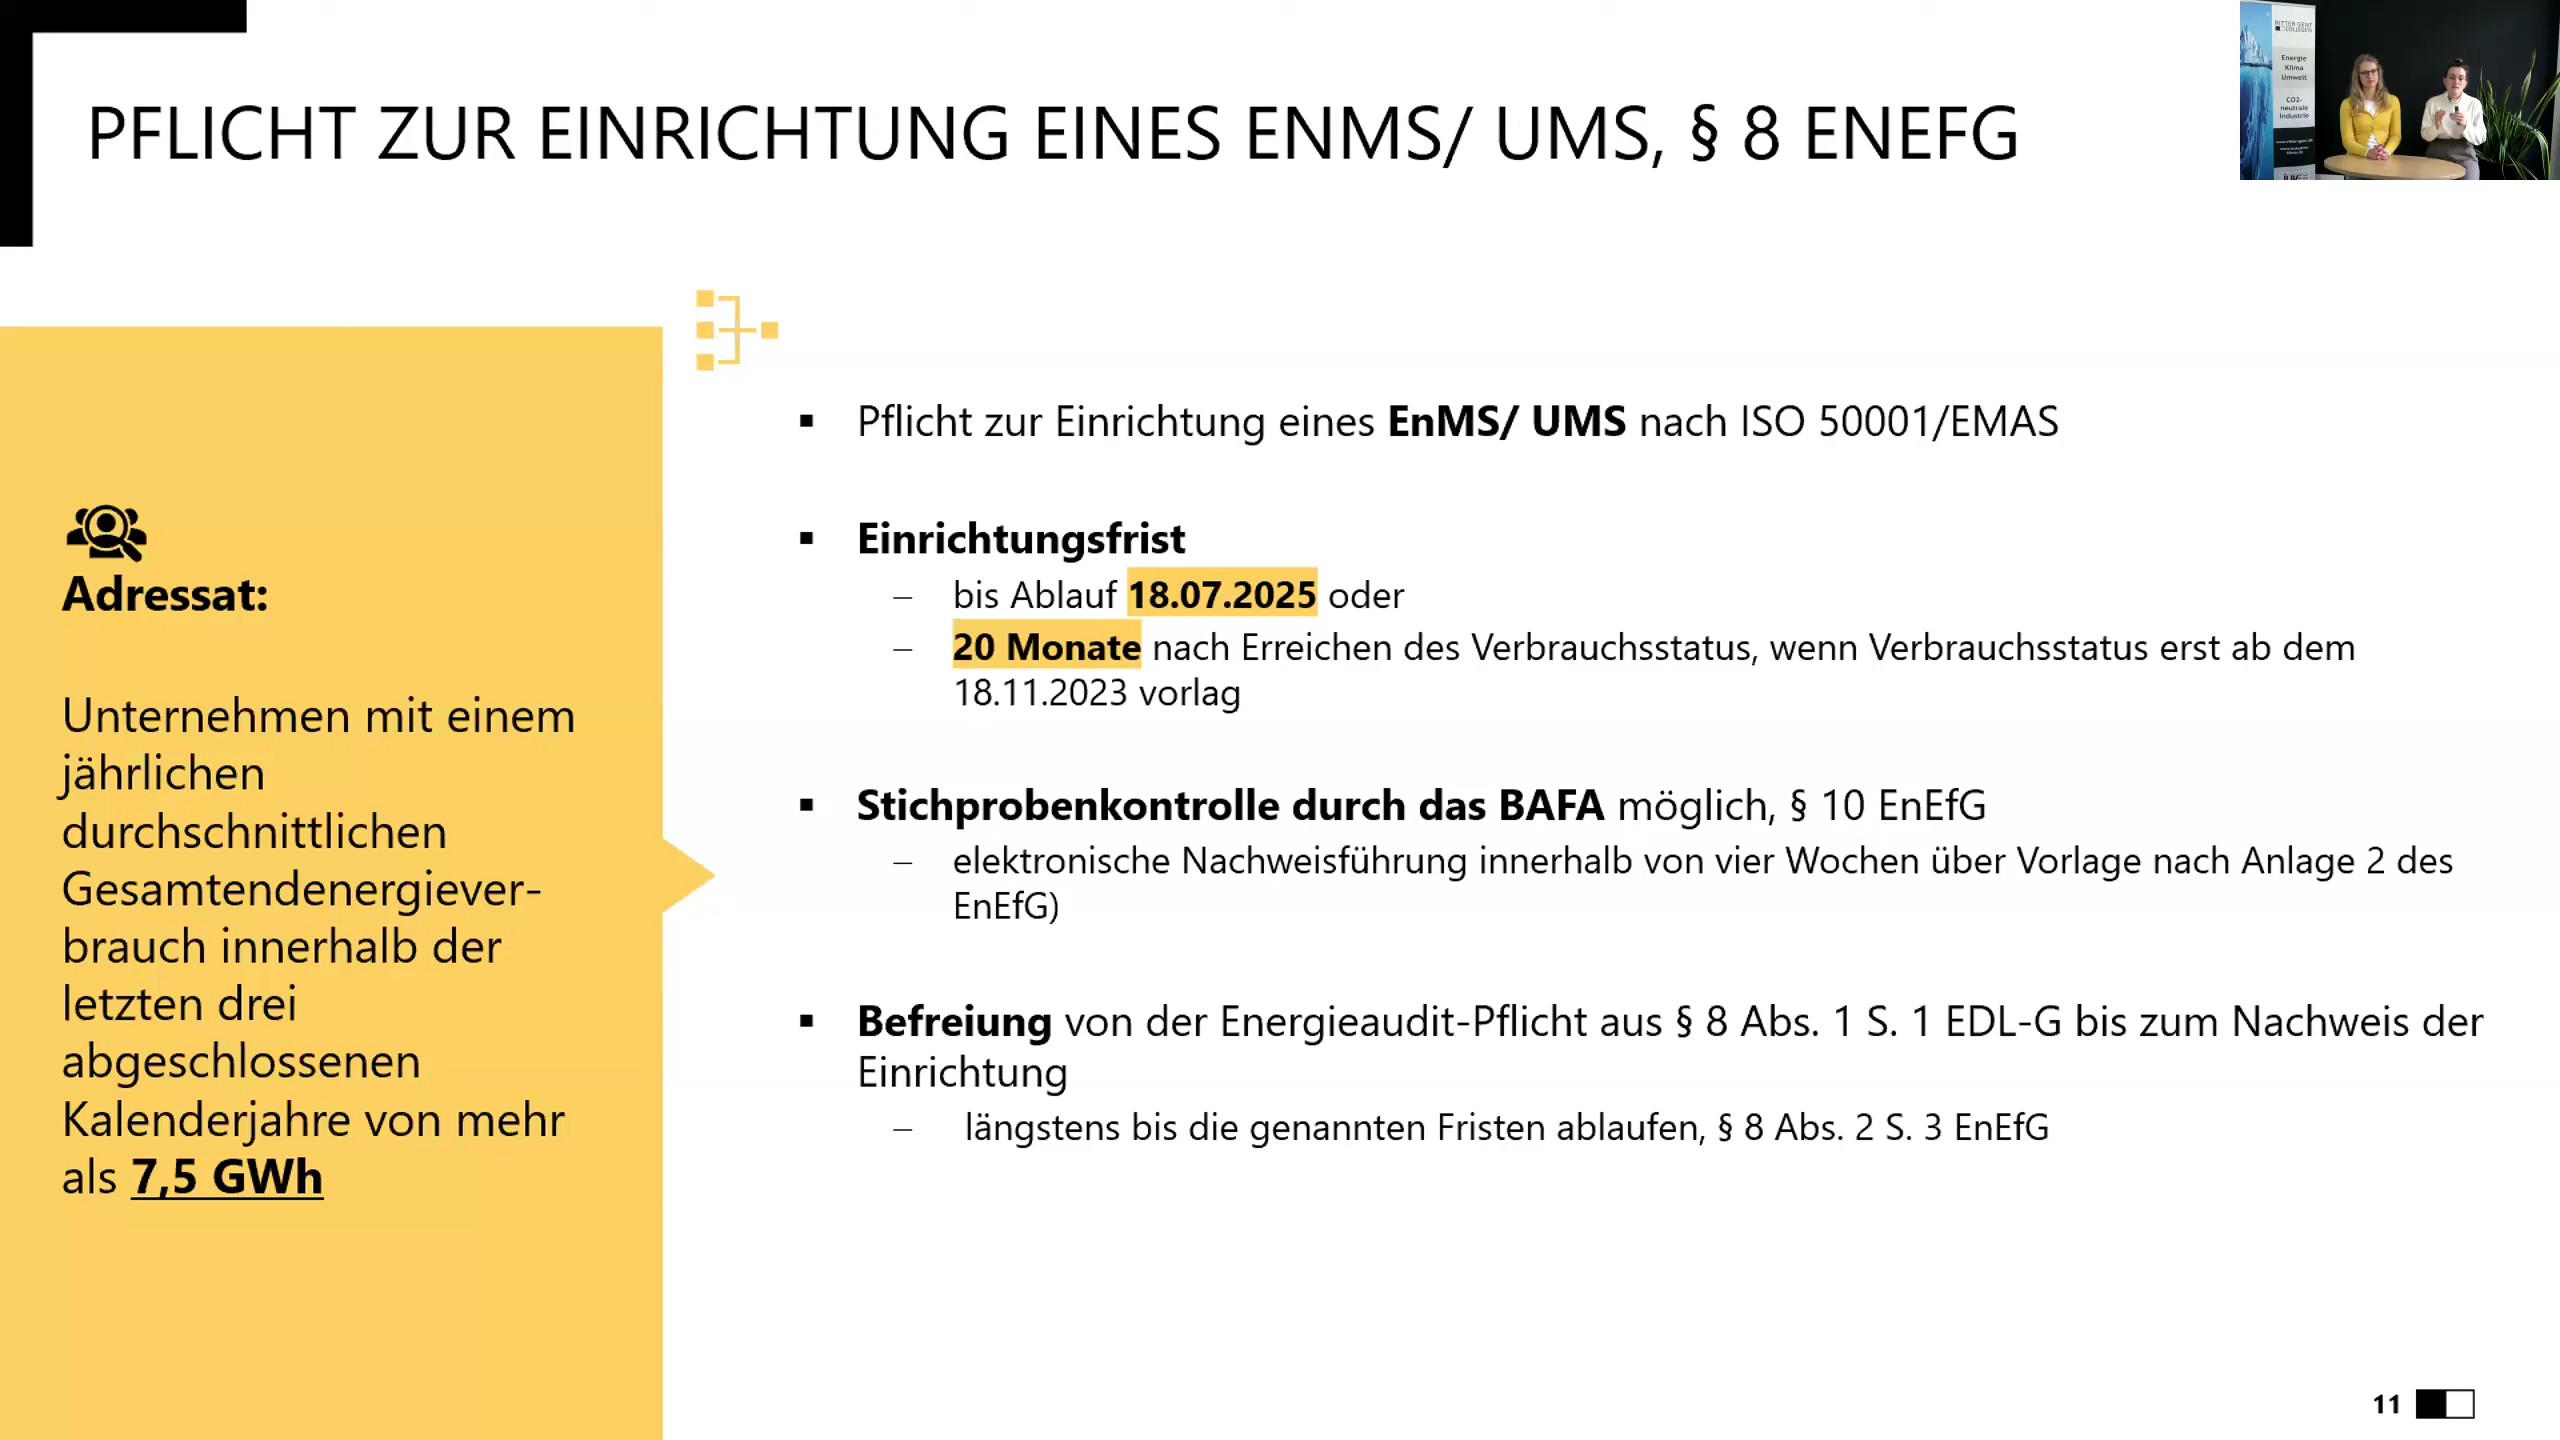 PFLICHT ZUR EINRICHTUNG EINES ENMS/ UMS, § 8 ENEFG
RITTER GENT
COLLEGEN
Energie
Klima
Umwelt
CO2-
neutrale
Industrie
Adressat:
Unternehmen mit einem
jährlichen
durchschnittlichen
Gesamtendenergiever-
brauch innerhalb der
letzten drei
abgeschlossenen
Kalenderjahre von mehr
als 7,5 GWh
▪ Pflicht zur Einrichtung eines EnMS/ UMS nach ISO 50001/EMAS
▪ Einrichtungsfrist
– bis Ablauf 18.07.2025 oder
– 20 Monate nach Erreichen des Verbrauchsstatus, wenn Verbrauchsstatus erst ab dem
18.11.2023 vorlag
▪ Stichprobenkontrolle durch das BAFA möglich, § 10 EnEfG
– elektronische Nachweisführung innerhalb von vier Wochen über Vorlage nach Anlage 2 des
EnEfG)
▪ Befreiung von der Energieaudit-Pflicht aus § 8 Abs. 1 S. 1 EDL-G bis zum Nachweis der
Einrichtung
– längstens bis die genannten Fristen ablaufen, § 8 Abs. 2 S. 3 EnEfG
11